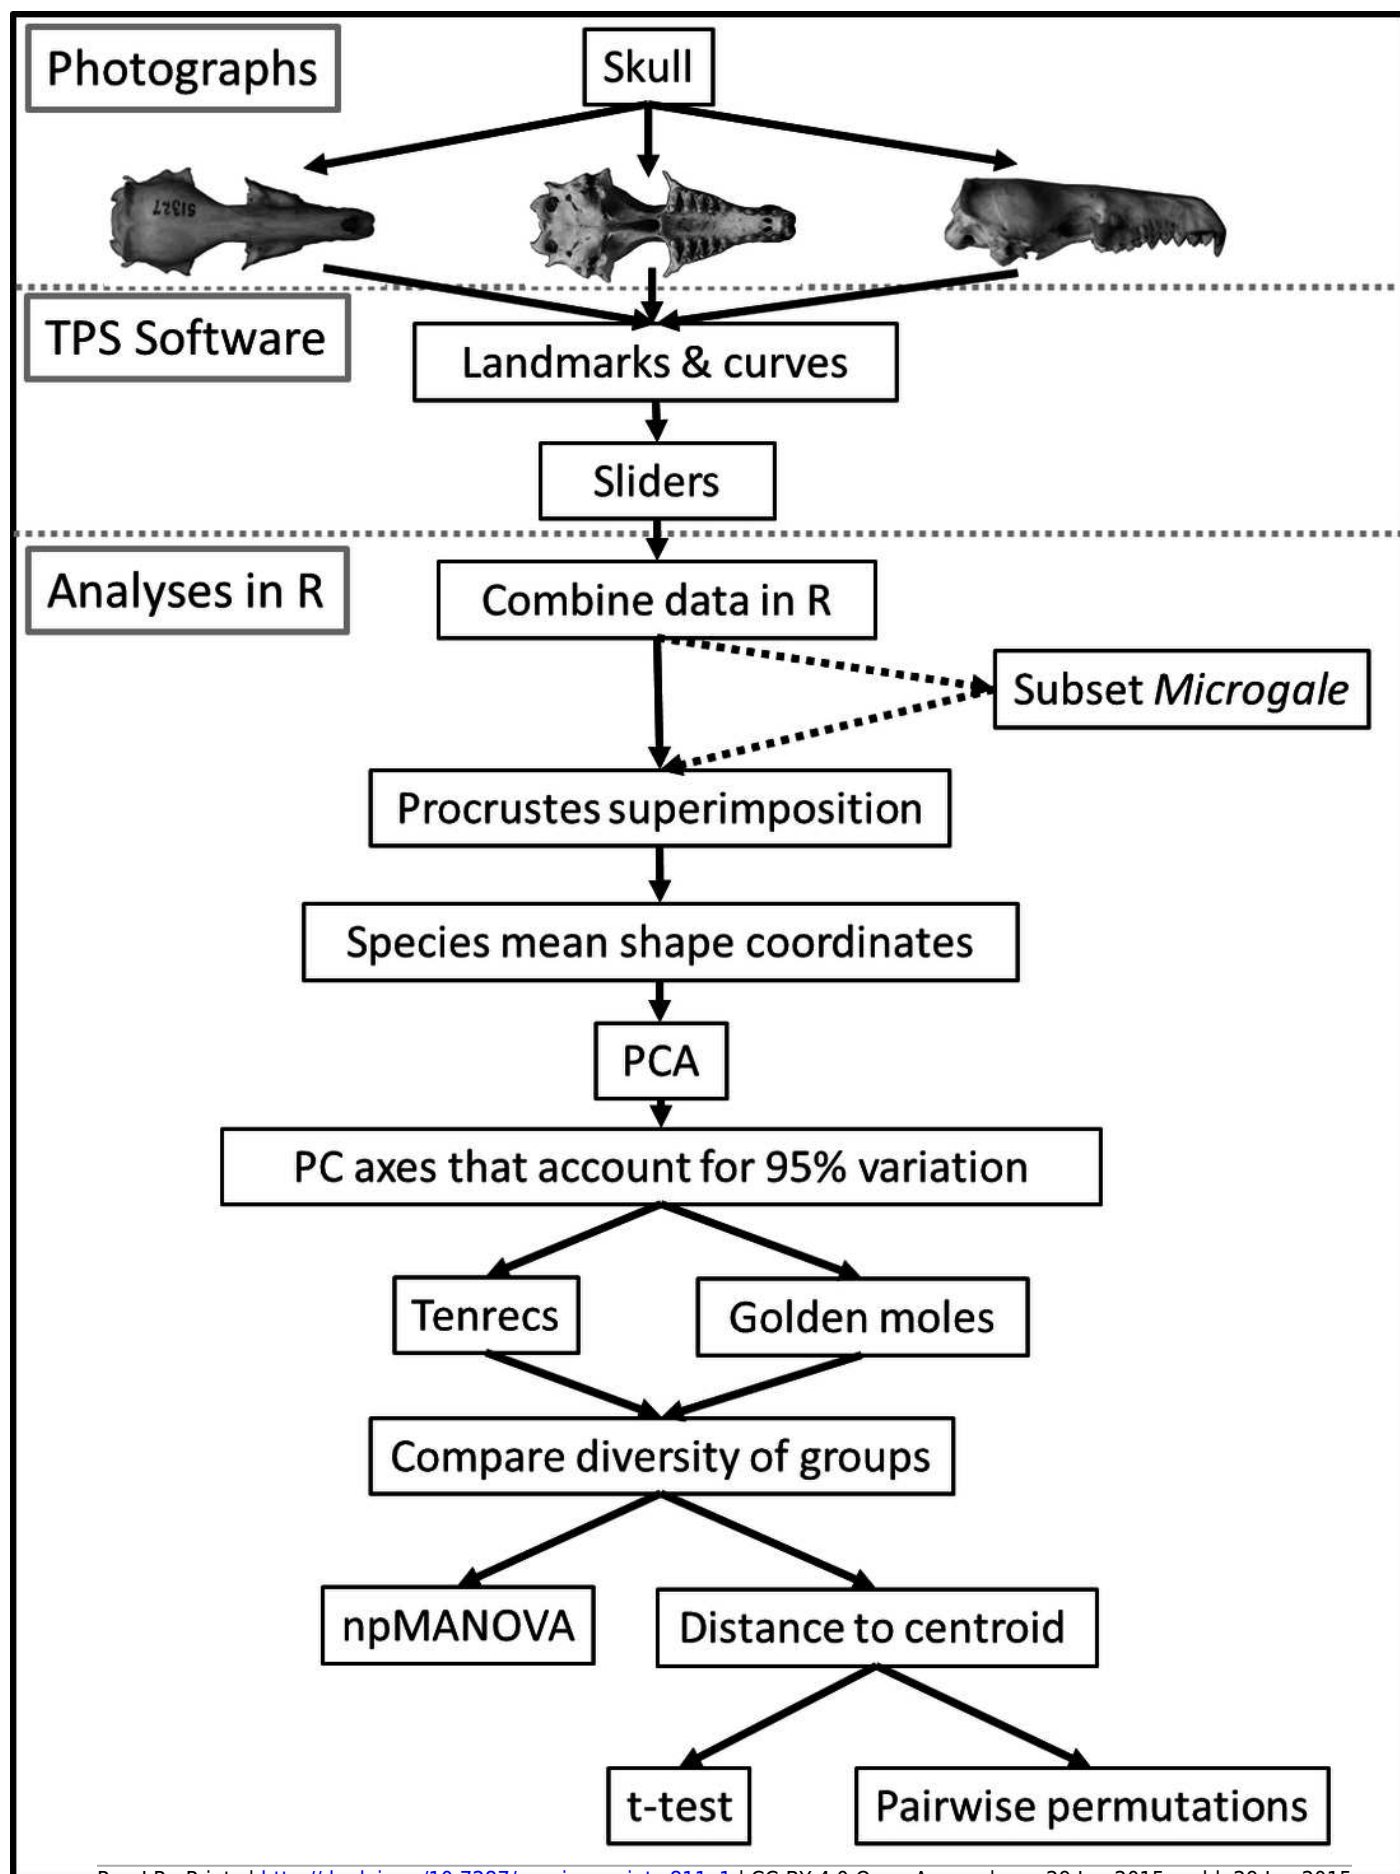 Photographs
Skull
51327
TPS Software
Landmarks & curves
Sliders
Analyses in R
Combine data in R
Subset Microgale
Procrustes superimposition
Species mean shape coordinates
PCA
PC axes that account for 95% variation
Tenrecs
Golden moles
Compare diversity of groups
npMANOVA
Distance to centroid
t-test
Pairwise permutations